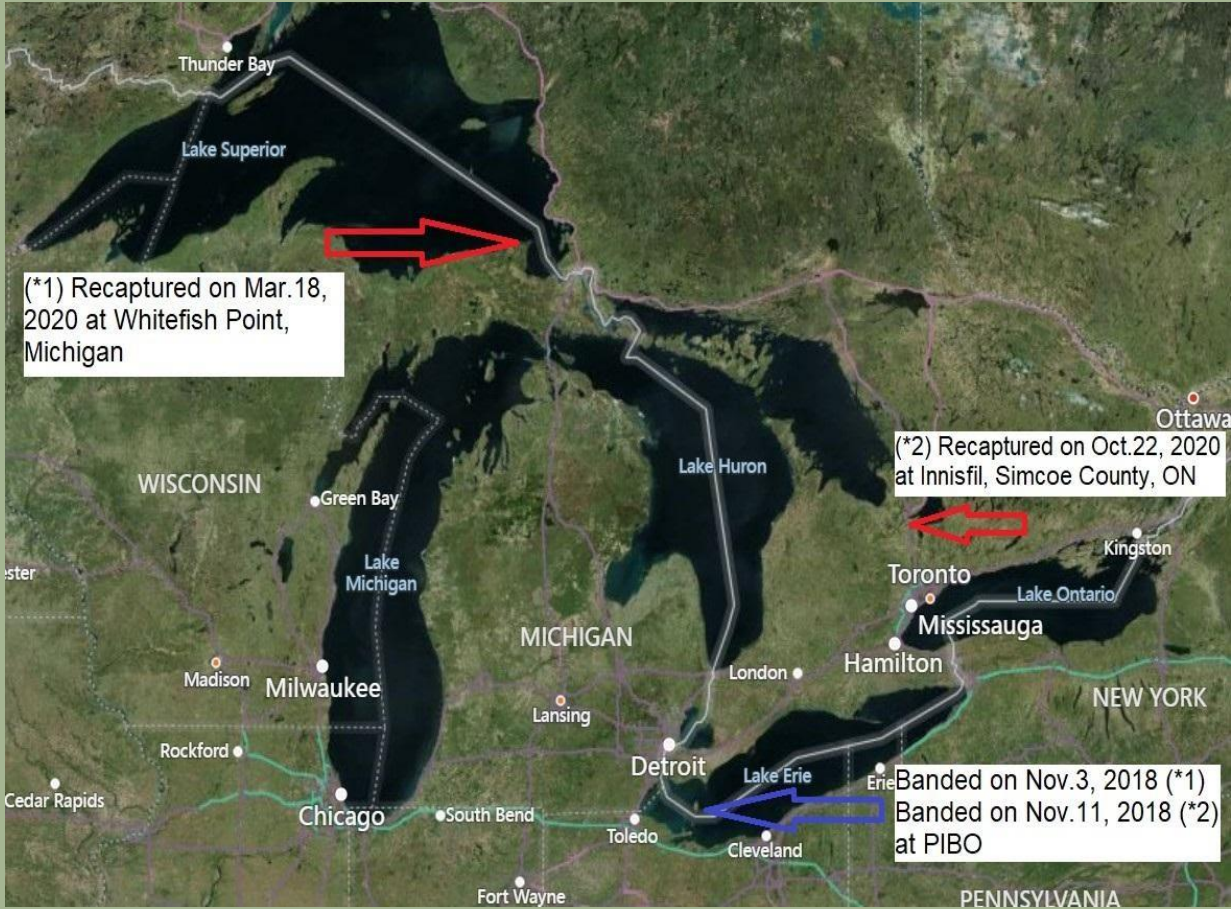 Thunder Bay
Lake Superior
(*1) Recaptured on Mar.18,
2020 at Whitefish Point,
Michigan
Ottawa
(*2) Recaptured on Oct.22, 2020
at Innisfil, Simcoe County, ON
Lake Huron
WISCONSIN
Green Bay
Kingston
Lake
Michigan
ester
Toronto
Lake Ontario
Mississauga
MICHIGAN
Hamilton
London
Madison
Milwaukee
NEW YORK
Lansing
Rockford
Detroit
Lake Erie
Erie
Banded on Nov.3, 2018 (*1)
Banded on Nov.11, 2018 (*2)
at PIBO
Cedar Rapids
Chicago
South Bend
Toledo
Cleveland
Fort Wayne
PENNSYLVANIA